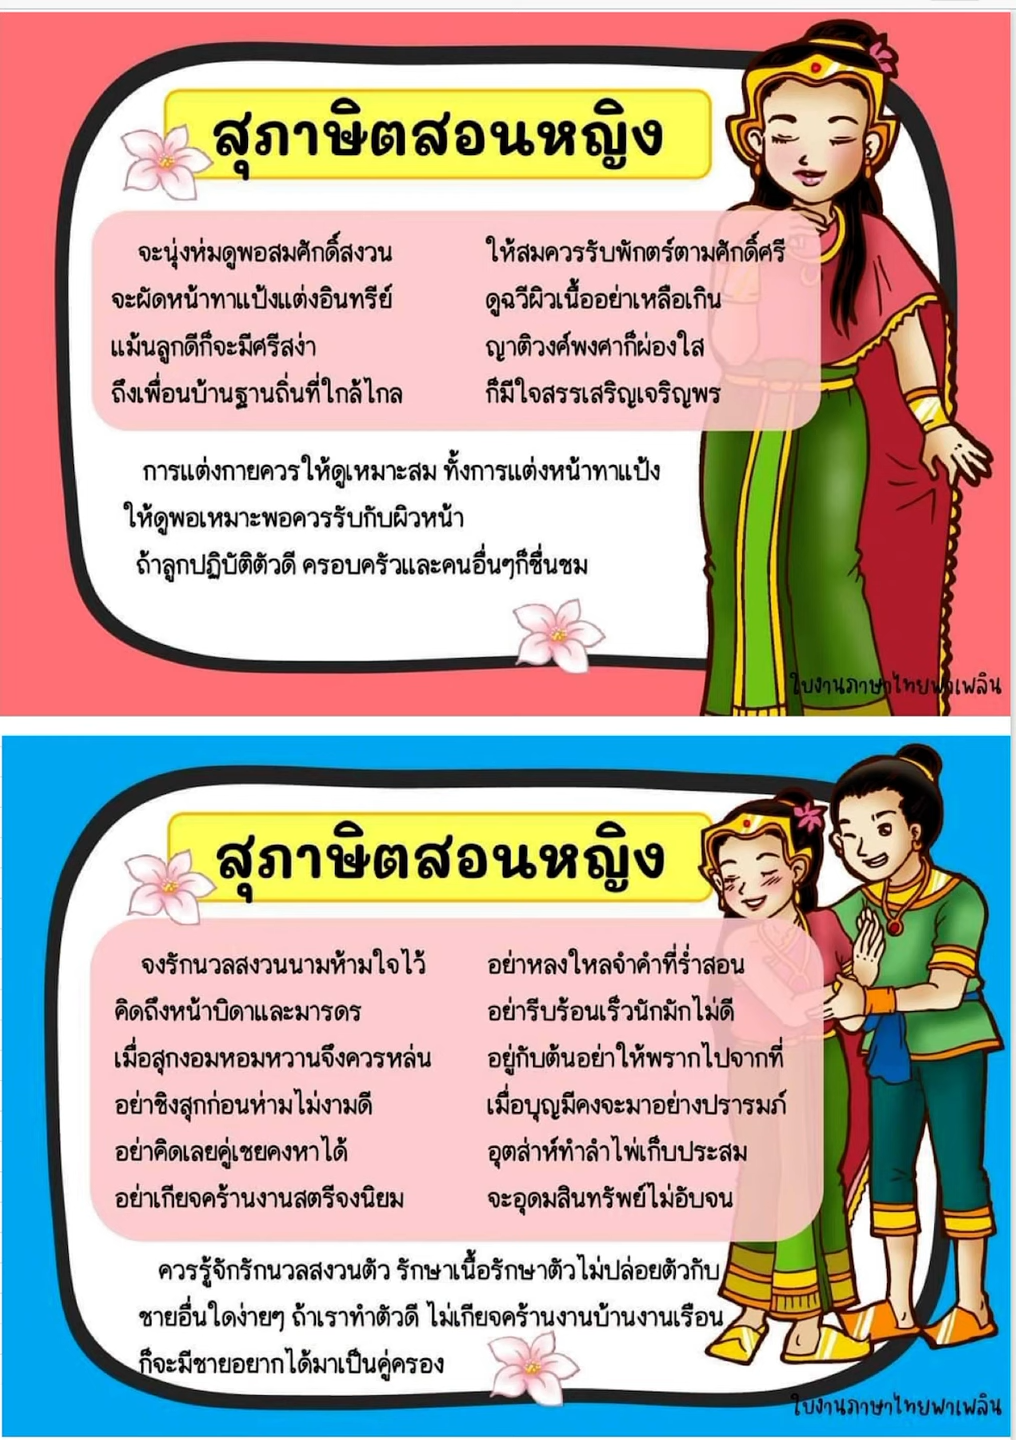 สุภาษิตสอนหญิง
จะนุ่งห่มดูพอสมศักดิ์สงวน ให้สมควรรับพักตร์ตามศักดิ์ศรี
จะผัดหน้าทาแป้งแต่งอินทรีย์ ดูฉวีผิวเนื้ออย่าเหลือเกิน
แม้นลูกดีก็จะมีศรีสง่า ญาติวงศ์พงศาก็ผ่องใส
ถึงเพื่อนบ้านฐานถิ่นที่ใกล้ไกล ก็มีใจสรรเสริญเจริญพร
การแต่งกายควรให้ดูเหมาะสม ทั้งการแต่งหน้าทาแป้ง
ให้ดูพอเหมาะพอควรรับกับผิวหน้า
ถ้าลูกปฏิบัติตัวดี ครอบครัวและคนอื่นๆก็ชื่นชม
ใบงานภาษาไทยพาเพลิน
สุภาษิตสอนหญิง
จงรักนวลสงวนนามห้ามใจไว้ อย่าหลงใหลจำคำที่ร่ำสอน
คิดถึงหน้าบิดาและมารดร อย่ารีบร้อนเร็วนักมักไม่ดี
เมื่อสุกงอมหอมหวานจึงควรหล่น อยู่กับต้นอย่าให้พรากไปจากที่
อย่าชิงสุกก่อนห่ามไม่งามดี เมื่อบุญมีคงจะมาอย่างปรารมภ์
อย่าคิดเลยคู่เชยคงหาได้ อุตส่าห์ทำลำไพ่เก็บประสม
อย่าเกียจคร้านงานสตรีจงนิยม จะอุดมสินทรัพย์ไม่อับจน
ควรรู้จักรักนวลสงวนตัว รักษาเนื้อรักษาตัวไม่ปล่อยตัวกับ
ชายอื่นใดง่ายๆ ถ้าเราทำตัวดี ไม่เกียจคร้านงานบ้านงานเรือน
ก็จะมีชายอยากได้มาเป็นคู่ครอง
ใบงานภาษาไทยพาเพลิน